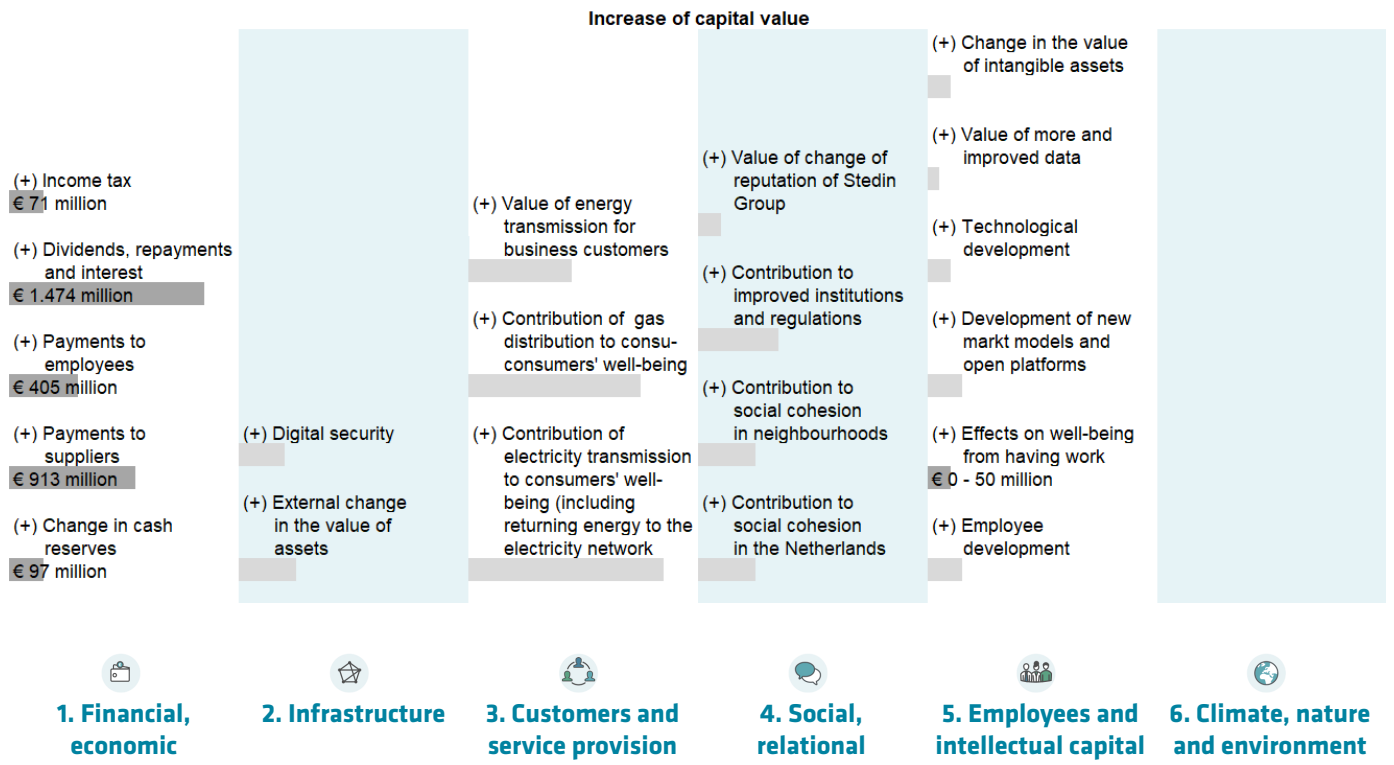 Increase of capital value
(+) Income tax
€ 71 million
(+) Dividends, repayments
and interest
€ 1.474 million
(+) Payments to
employees
€ 405 million
(+) Payments to
suppliers
€ 913 million
(+) Change in cash
reserves
€ 97 million
(+) Digital security
(+) External change
in the value of
assets
(+) Value of energy
transmission for
business customers
(+) Contribution of gas
distribution to consu-
consumers' well-being
(+) Contribution of
electricity transmission
to consumers' well-
being (including
returning energy to the
electricity network
(+) Value of change of
reputation of Stedin
Group
(+) Contribution to
improved institutions
and regulations
(+) Contribution to
social cohesion
in neighbourhoods
(+) Contribution to
social cohesion
in the Netherlands
(+) Change in the value
of intangible assets
(+) Value of more and
improved data
(+) Technological
development
(+) Development of new
markt models and
open platforms
(+) Effects on well-being
from having work
€ 0 - 50 million
(+) Employee
development
1. Financial,
economic
2. Infrastructure
3. Customers and
service provision
4. Social,
relational
5. Employees and
intellectual capital
6. Climate, nature
and environment